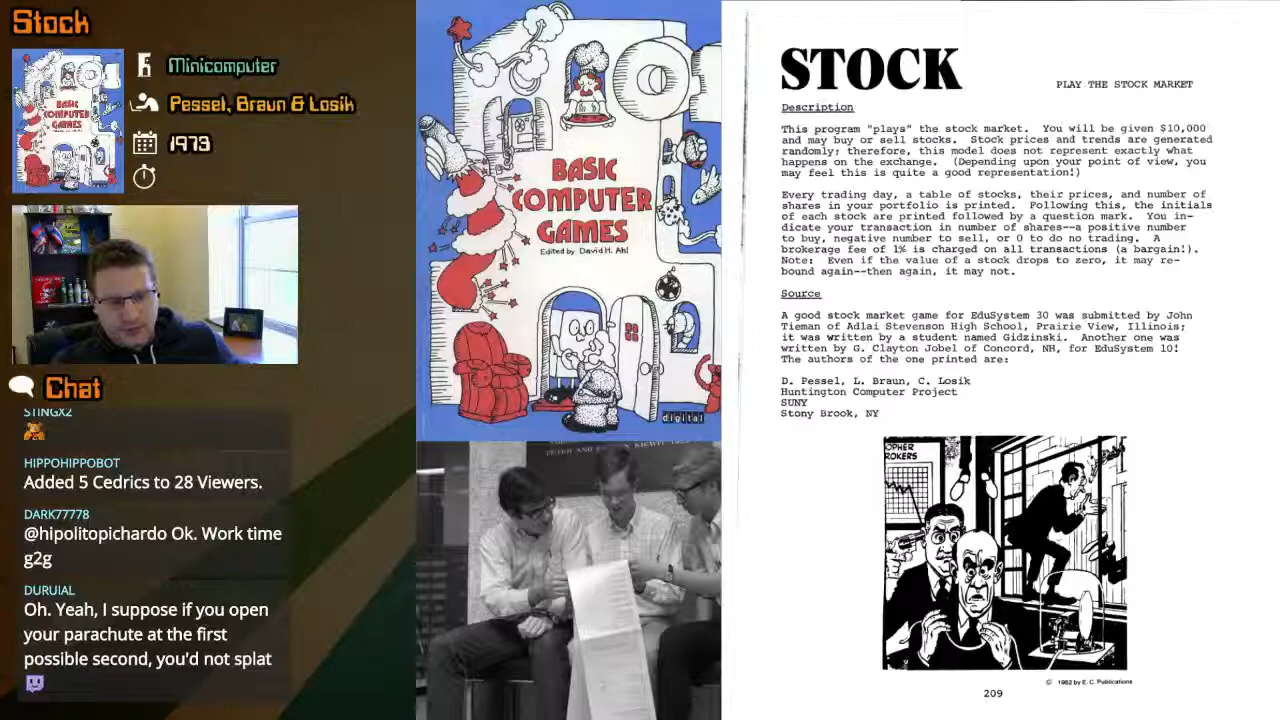 Stock
Minicomputer
Pessel, Braun & Losik
1973
Chat
STINGX2
HIPPOHIPPOBOT
Added 5 Cedrics to 28 Viewers.
DARK77778
@hipolitopichardo Ok. Work time
g2g
DURUIAL
Oh. Yeah, I suppose if you open
your parachute at the first
possible second, you'd not splat
BASIC
COMPUTER
GAMES
BASIC
COMPUTER
GAMES
Edited by David H. Ahl
digital
STOCK
PLAY THE STOCK MARKET
Description
This program "plays" the stock market. You will be given $10,000
and may buy or sell stocks. Stock prices and trends are generated
randomly; therefore, this model does not represent exactly what
happens on the exchange. (Depending upon your point of view, you
may feel this is quite a good representation!)
Every trading day, a table of stocks, their prices, and number of
shares in your portfolio is printed. Following this, the initials
of each stock are printed followed by a question mark. You in-
dicate your transaction in number of shares--a positive number
to buy, negative number to sell, or 0 to do no trading. A
brokerage fee of 1% is charged on all transactions (a bargain!).
Note: Even if the value of a stock drops to zero, it may re-
bound again--then again, it may not.
Source
A good stock market game for EduSystem 30 was submitted by John
Tieman of Adlai Stevenson High School, Prairie View, Illinois;
it was written by a student named Gidzinski. Another one was
written by G. Clayton Jobel of Concord, NH, for EduSystem 10!
The authors of the one printed are:
D. Pessel, L. Braun, C. Losik
Huntington Computer Project
SUNY
Stony Brook, NY
OPHER
ROKERS
© 1962 by E.C. Publications
209